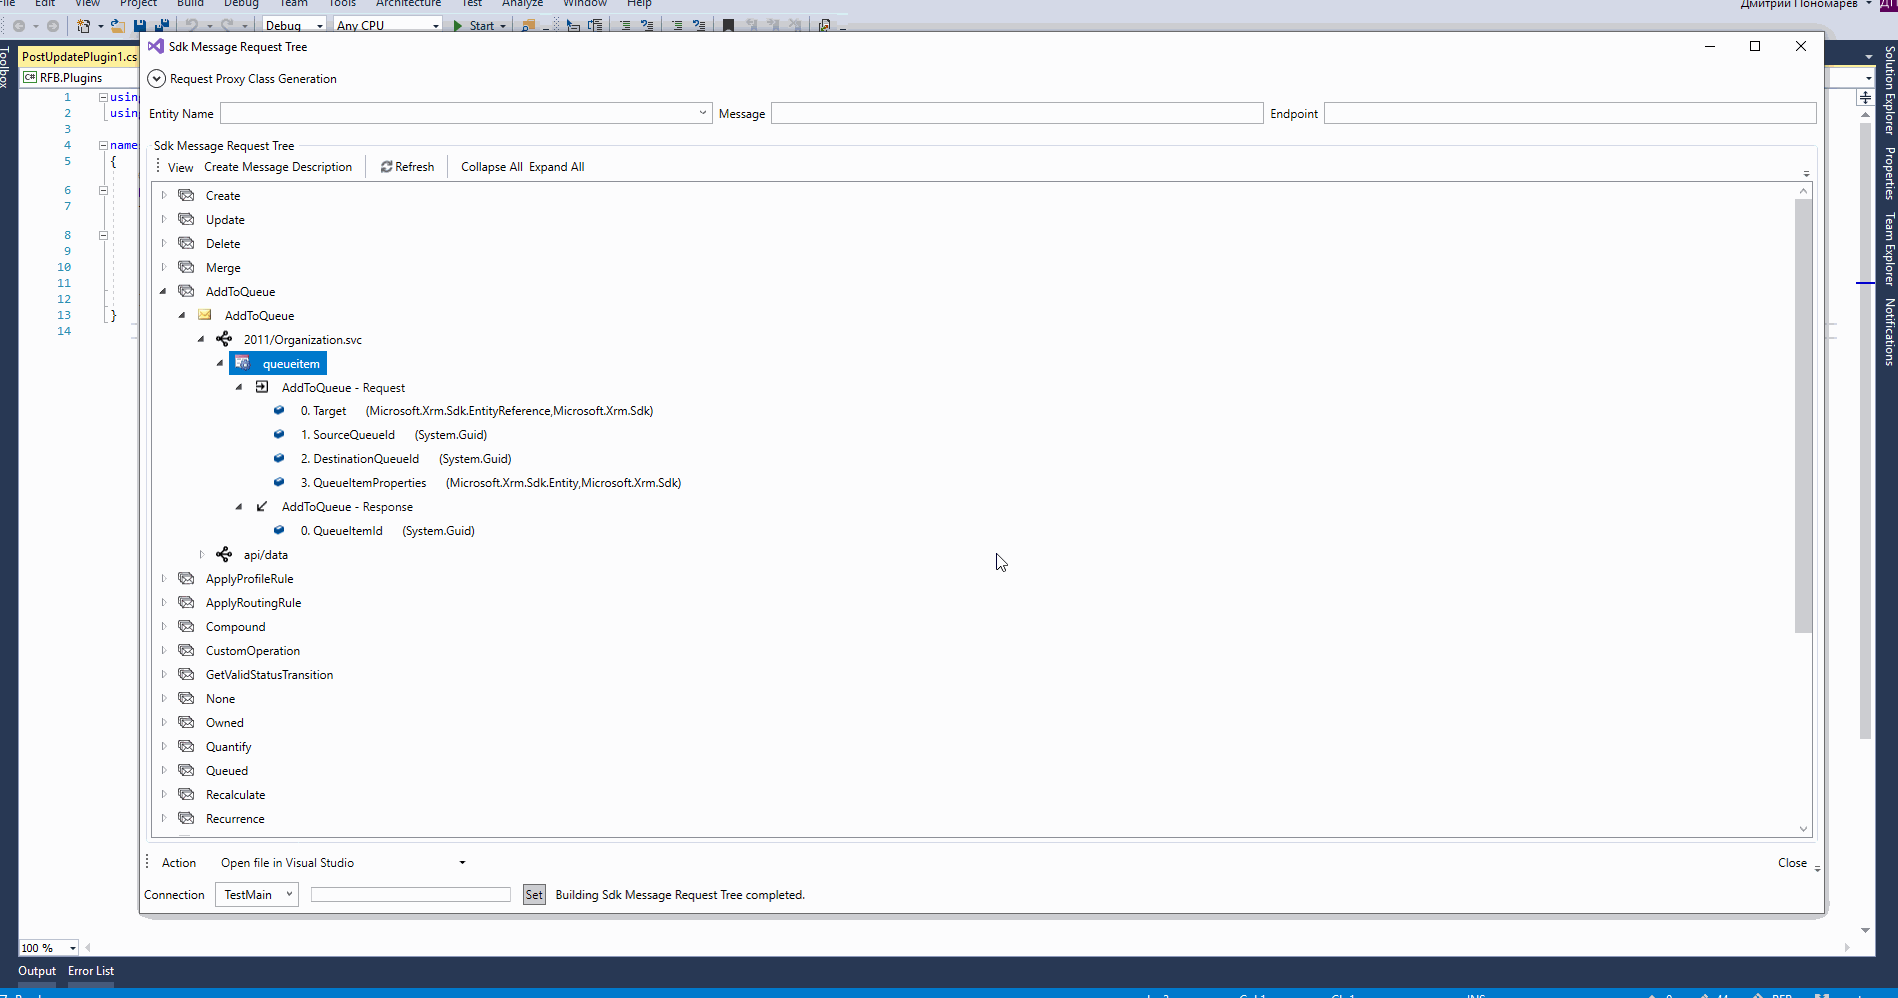 File Edit View Project Build Debug Team Tools Architecture Test Analyze Window Help Дмитрий Пономарев ДП
Debug Any CPU Start
Sdk Message Request Tree
PostUpdatePlugin1.cs
C# RFB.Plugins
Request Proxy Class Generation
Entity Name Message Endpoint
Sdk Message Request Tree
View Create Message Description Refresh Collapse All Expand All
Create
Update
Delete
Merge
AddToQueue
AddToQueue
2011/Organization.svc
queueitem
AddToQueue - Request
0. Target (Microsoft.Xrm.Sdk.EntityReference,Microsoft.Xrm.Sdk)
1. SourceQueueId (System.Guid)
2. DestinationQueueId (System.Guid)
3. QueueItemProperties (Microsoft.Xrm.Sdk.Entity,Microsoft.Xrm.Sdk)
AddToQueue - Response
0. QueueItemId (System.Guid)
api/data
ApplyProfileRule
ApplyRoutingRule
Compound
CustomOperation
GetValidStatusTransition
None
Owned
Quantify
Queued
Recalculate
Recurrence
Action Open file in Visual Studio Close
Connection TestMain Set Building Sdk Message Request Tree completed.
1 usin
2 usin
3
4 name
5 {
6
7
8
9
10
11
12
13 }
14
Toolbox
Solution Explorer
Properties
Team Explorer
Notifications
100 %
Output Error List